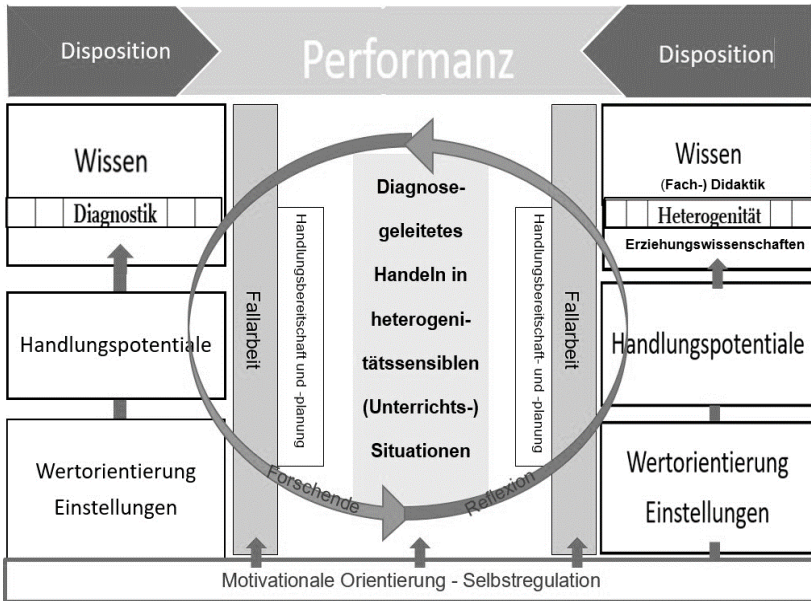 Disposition
Performanz
Disposition
Wissen
Diagnostik
Handlungspotentiale
Wertorientierung
Einstellungen
Fallarbeit
Handlungsbereitschaft und -planung
Diagnose-
geleitetes
Handeln in
heterogeni-
tätssensiblen
(Unterrichts-)
Situationen
Forschende
Reflexion
Handlungsbereitschaft- und -planung
Fallarbeit
Wissen
(Fach-) Didaktik
Heterogenität
Erziehungswissenschaften
Handlungspotentiale
Wertorientierung
Einstellungen
Motivationale Orientierung - Selbstregulation